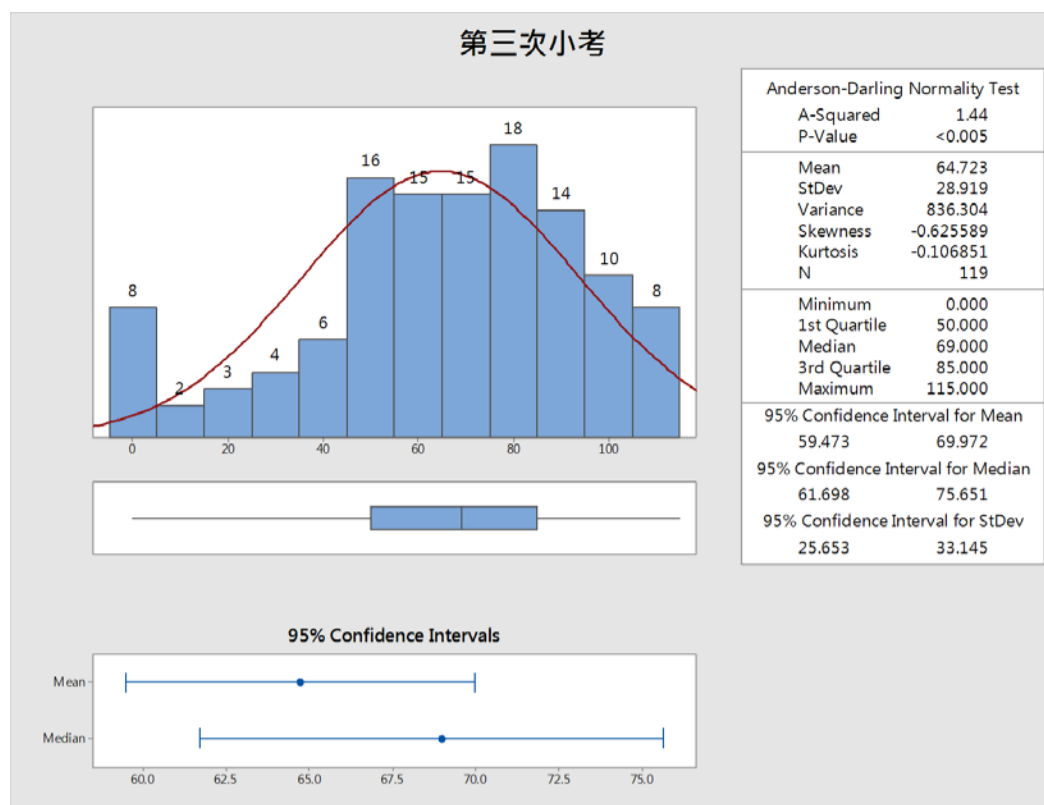 第三次小考
8
2
3
4
6
16
15
15
18
14
10
8
0 20 40 60 80 100
Anderson-Darling Normality Test
A-Squared 1.44
P-Value <0.005
Mean 64.723
StDev 28.919
Variance 836.304
Skewness -0.625589
Kurtosis -0.106851
N 119
Minimum 0.000
1st Quartile 50.000
Median 69.000
3rd Quartile 85.000
Maximum 115.000
95% Confidence Interval for Mean
59.473 69.972
95% Confidence Interval for Median
61.698 75.651
95% Confidence Interval for StDev
25.653 33.145
95% Confidence Intervals
Mean
Median
60.0 62.5 65.0 67.5 70.0 72.5 75.0